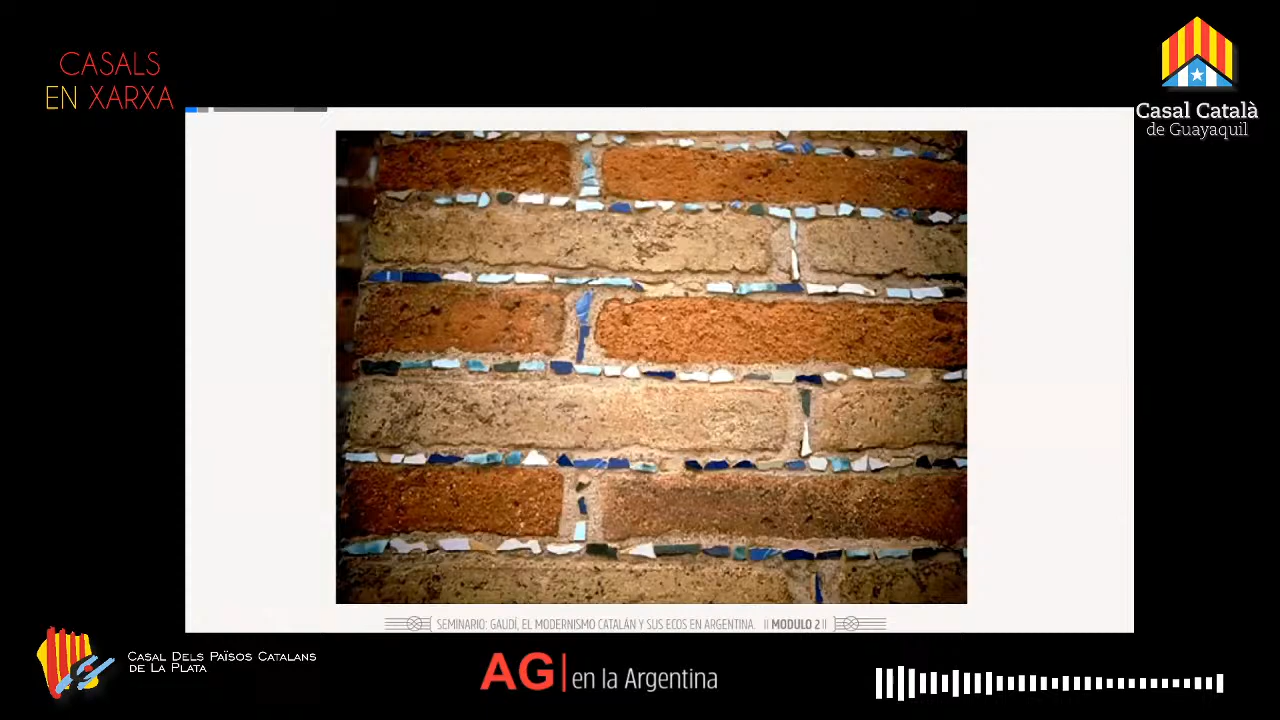 CASALS
EN XARXA
Casal Català
de Guayaquil
SEMINARIO: GAUDÍ, EL MODERNISMO CATALÁN Y SUS ECOS EN ARGENTINA. || MODULO 2 ||
CASAL DELS PAÏSOS CATALANS
DE LA PLATA
AG| en la Argentina